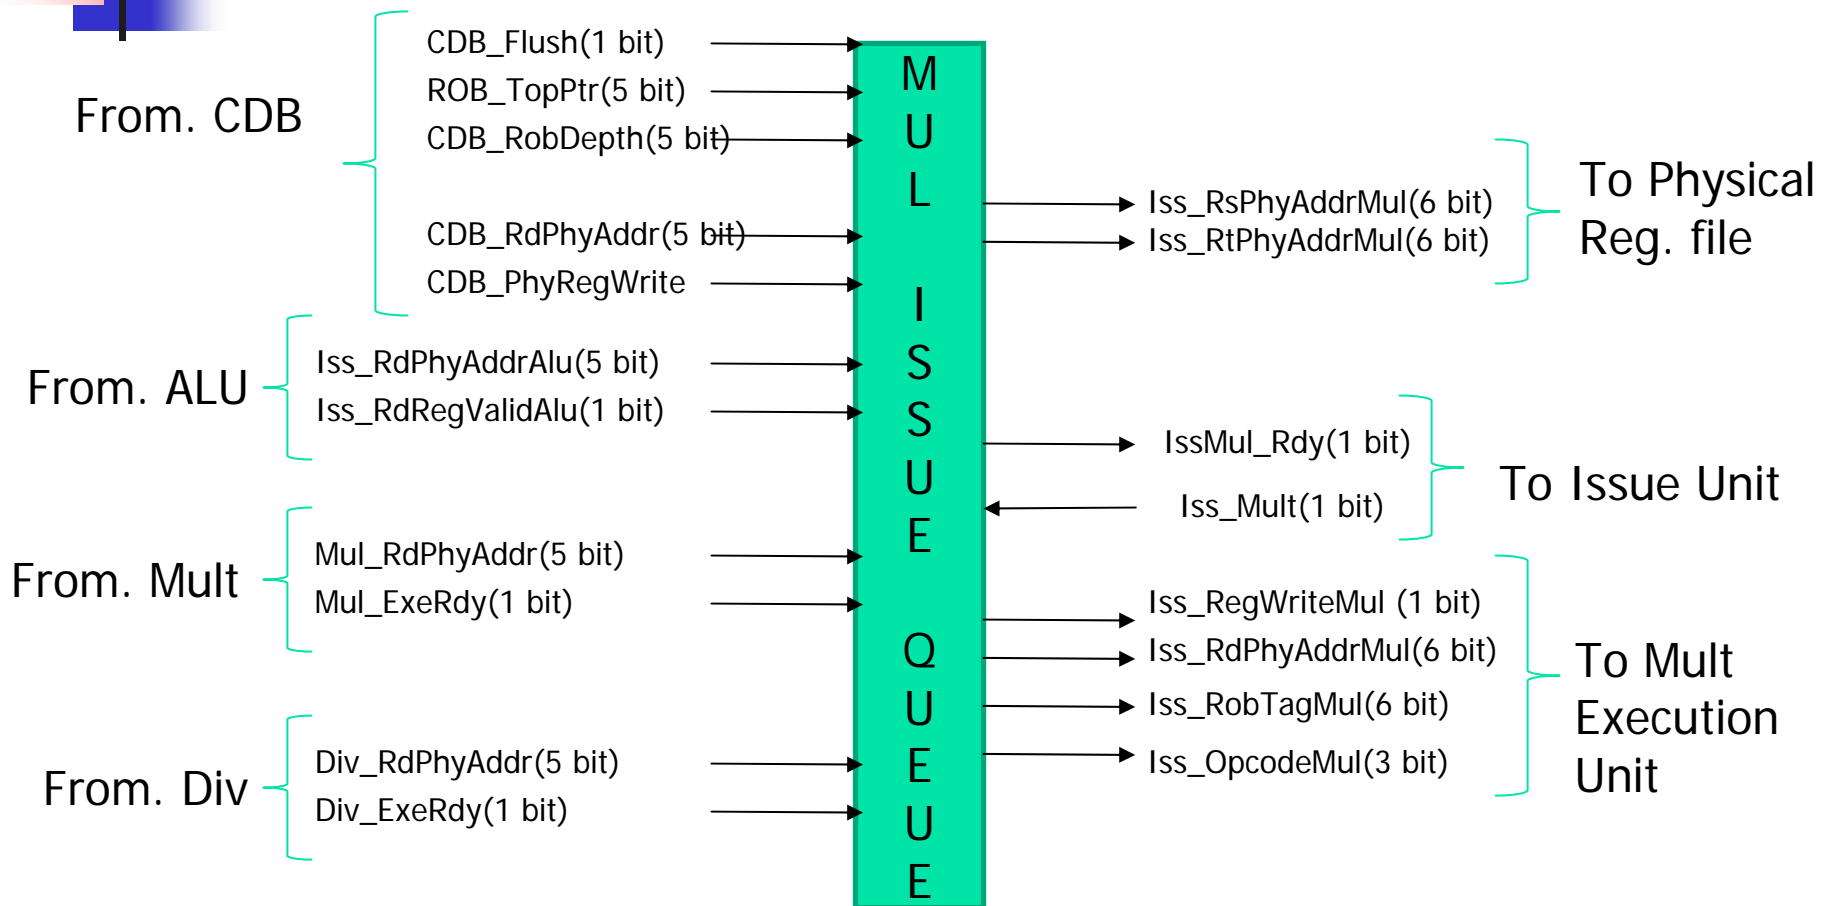 From. CDB
CDB_Flush(1 bit)
ROB_TopPtr(5 bit)
CDB_RobDepth(5 bit)
CDB_RdPhyAddr(5 bit)
CDB_PhyRegWrite
From. ALU
Iss_RdPhyAddrAlu(5 bit)
Iss_RdRegValidAlu(1 bit)
From. Mult
Mul_RdPhyAddr(5 bit)
Mul_ExeRdy(1 bit)
From. Div
Div_RdPhyAddr(5 bit)
Div_ExeRdy(1 bit)
MUL ISSUE QUEUE
Iss_RsPhyAddrMul(6 bit)
Iss_RtPhyAddrMul(6 bit)
To Physical
Reg. file
IssMul_Rdy(1 bit)
Iss_Mult(1 bit)
To Issue Unit
Iss_RegWriteMul (1 bit)
Iss_RdPhyAddrMul(6 bit)
Iss_RobTagMul(6 bit)
Iss_OpcodeMul(3 bit)
To Mult
Execution
Unit